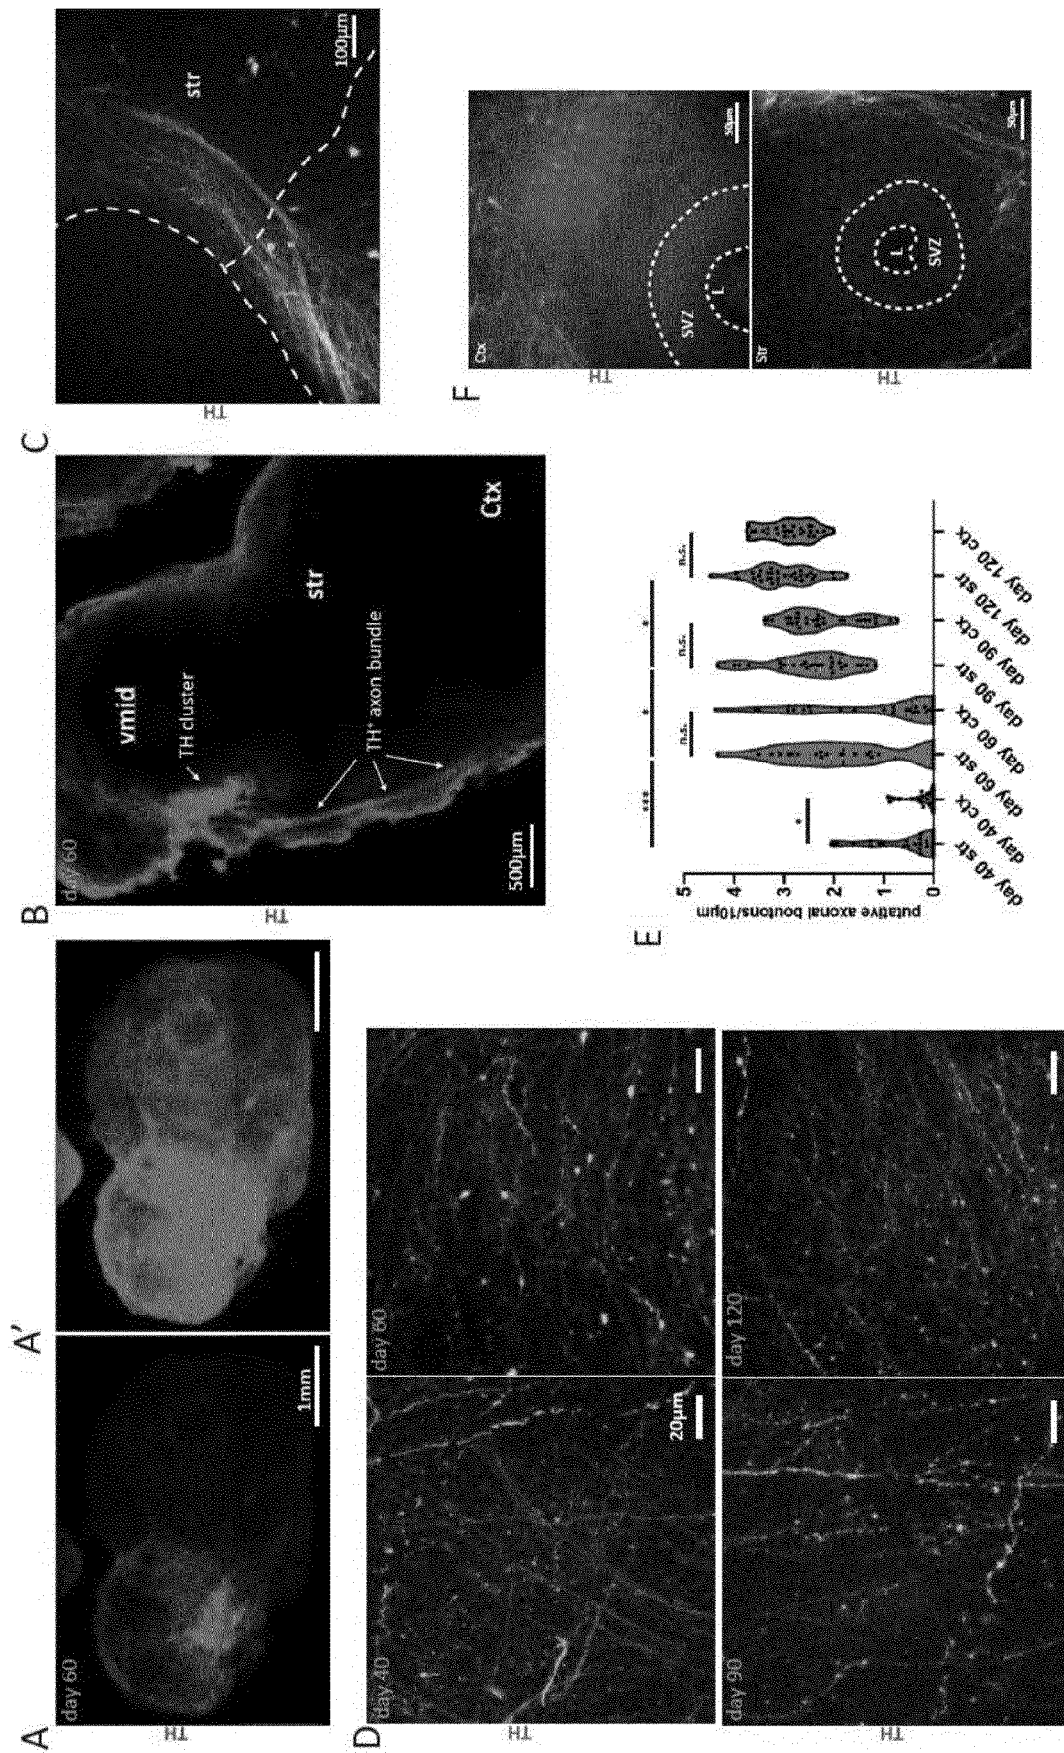 A
TH
day 60
1mm
A'
B
TH
day 60
vmid
TH cluster
str
TH⁺ axon bundle
Ctx
500µm
C
TH
str
100µm
D
TH
day 40
20µm
day 60
TH
day 90
day 120
E
putative axonal boutons/10µm
5
4
3
2
1
0
***
*
*
*
n.s.
n.s.
n.s.
day 40 str
day 40 ctx
day 60 str
day 60 ctx
day 90 str
day 90 ctx
day 120 str
day 120 ctx
F
TH
Ctx
SVZ
L
50µm
TH
Str
L
SVZ
50µm